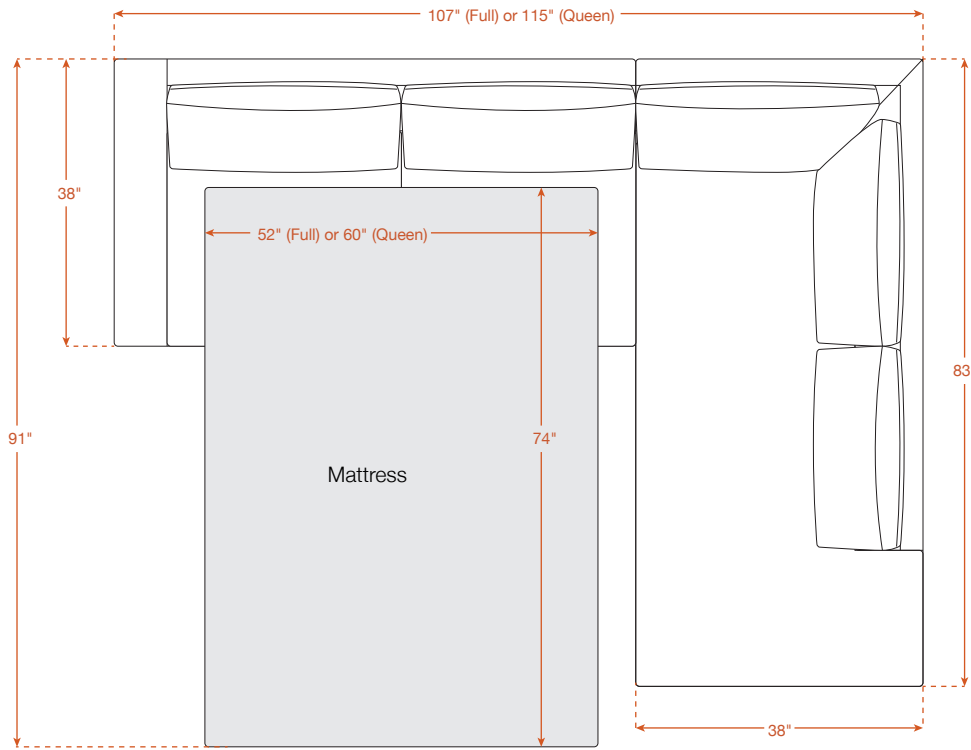 107" (Full) or 115" (Queen)
38"
52" (Full) or 60" (Queen)
83
91"
74"
Mattress
38"